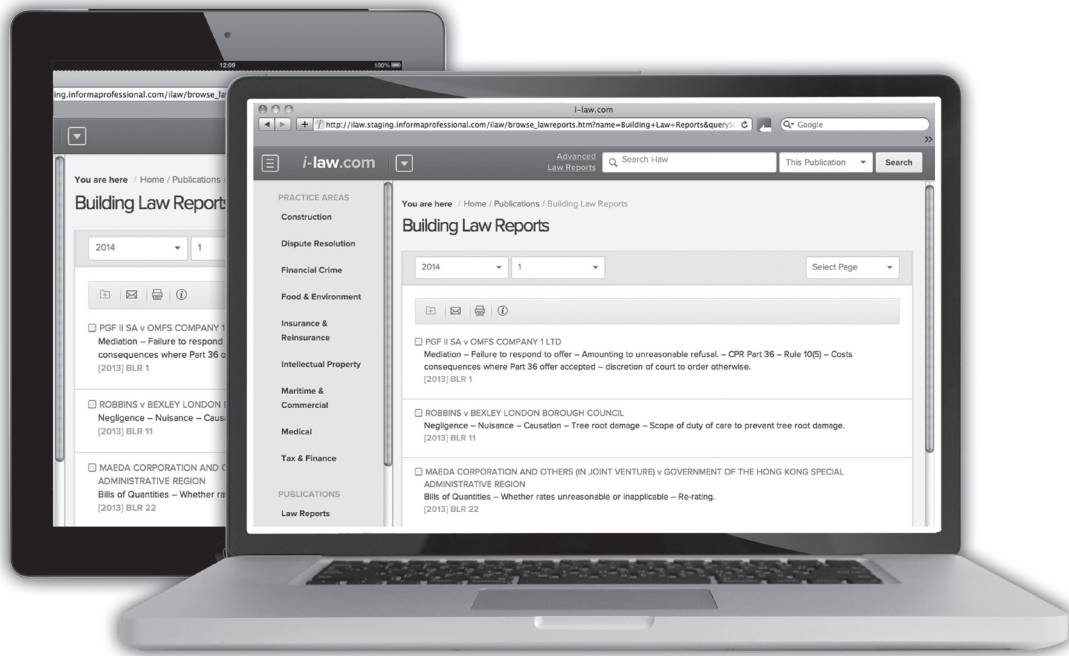 12:09
100%
ing.informaprofessional.com/ilaw/browse_la
You are here / Home / Publications /
Building Law Reports
2014
1
PGF II SA v OMFS COMPANY 1
Mediation – Failure to respond
consequences where Part 36 o
[2013] BLR 1
ROBBINS v BEXLEY LONDON B
Negligence – Nuisance – Caus
[2013] BLR 11
MAEDA CORPORATION AND O
ADMINISTRATIVE REGION
Bills of Quantities – Whether ra
[2013] BLR 22
i-law.com
http://ilaw.staging.informaprofessional.com/ilaw/browse_lawreports.htm?name=Building+Law+Reports&queryS
Google
i-law.com
Advanced
Law Reports
Search i-law
This Publication
Search
PRACTICE AREAS
Construction
Dispute Resolution
Financial Crime
Food & Environment
Insurance &
Reinsurance
Intellectual Property
Maritime &
Commercial
Medical
Tax & Finance
PUBLICATIONS
Law Reports
You are here / Home / Publications / Building Law Reports
Building Law Reports
2014
1
Select Page
PGF II SA v OMFS COMPANY 1 LTD
Mediation – Failure to respond to offer – Amounting to unreasonable refusal. – CPR Part 36 – Rule 10(5) – Costs
consequences where Part 36 offer accepted – discretion of court to order otherwise.
[2013] BLR 1
ROBBINS v BEXLEY LONDON BOROUGH COUNCIL
Negligence – Nuisance – Causation – Tree root damage – Scope of duty of care to prevent tree root damage.
[2013] BLR 11
MAEDA CORPORATION AND OTHERS (IN JOINT VENTURE) v GOVERNMENT OF THE HONG KONG SPECIAL
ADMINISTRATIVE REGION
Bills of Quantities – Whether rates unreasonable or inapplicable – Re-rating.
[2013] BLR 22